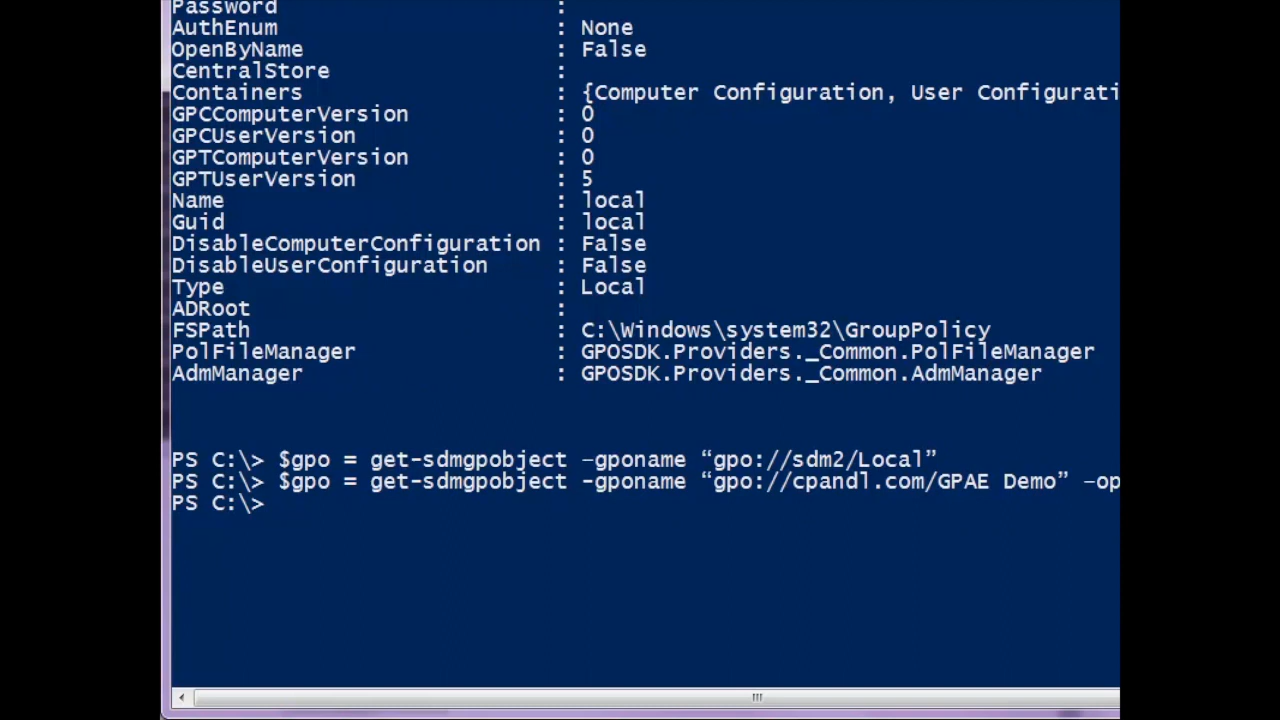 Password :
AuthEnum : None
OpenByName : False
CentralStore :
Containers : {Computer Configuration, User Configurati
GPCComputerVersion : 0
GPCUserVersion : 0
GPTComputerVersion : 0
GPTUserVersion : 5
Name : local
Guid : local
DisableComputerConfiguration : False
DisableUserConfiguration : False
Type : Local
ADRoot :
FSPath : C:\Windows\system32\GroupPolicy
PolFileManager : GPOSDK.Providers._Common.PolFileManager
AdmManager : GPOSDK.Providers._Common.AdmManager
PS C:\> $gpo = get-sdmgpobject –gponame “gpo://sdm2/Local”
PS C:\> $gpo = get-sdmgpobject -gponame “gpo://cpandl.com/GPAE Demo” –op
PS C:\>